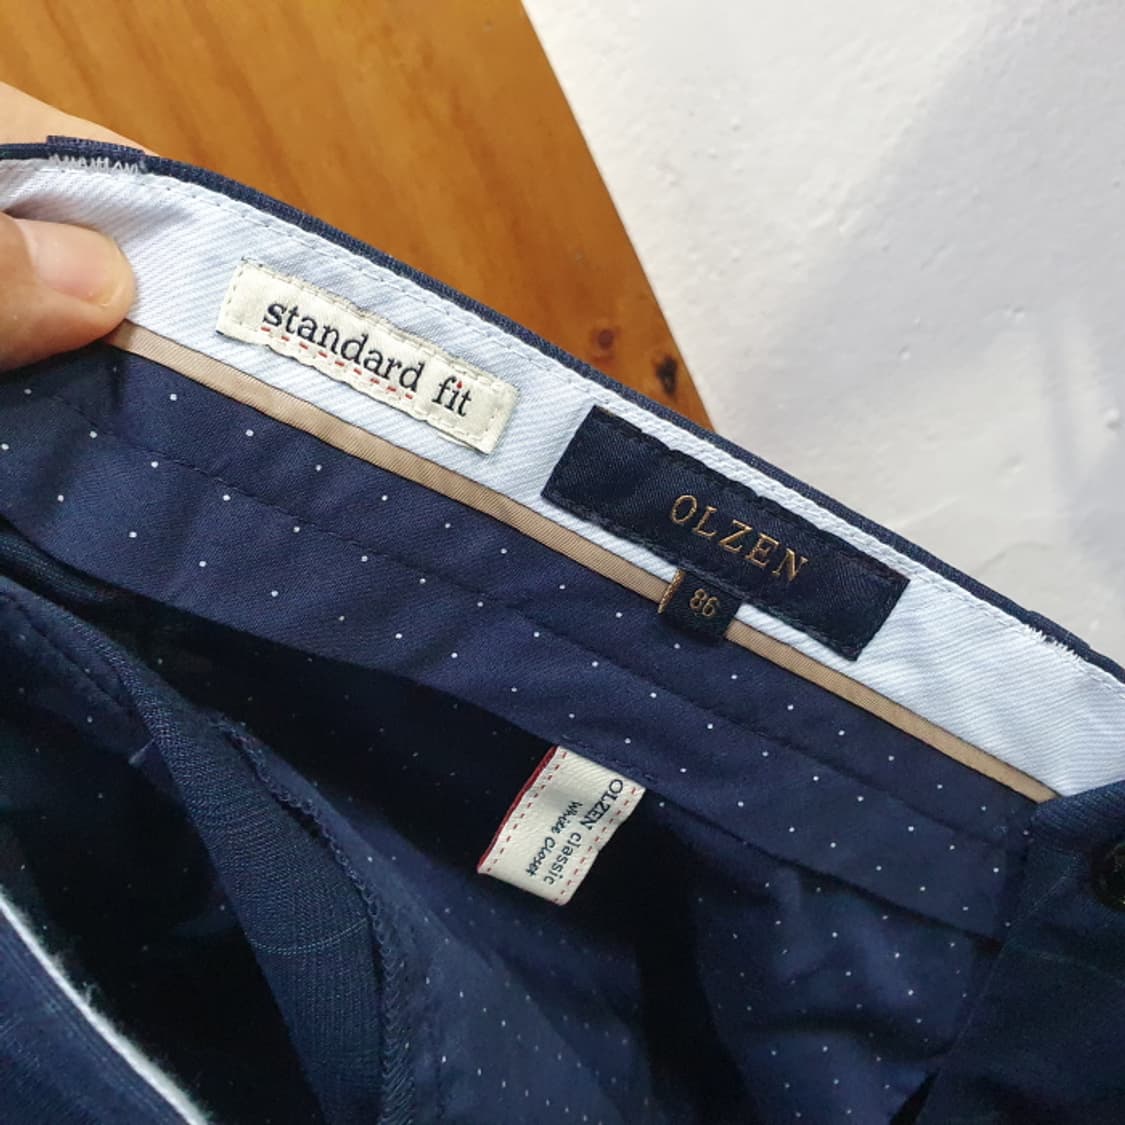 standard fit
OLZEN
86
OLZEN classic
White Closet